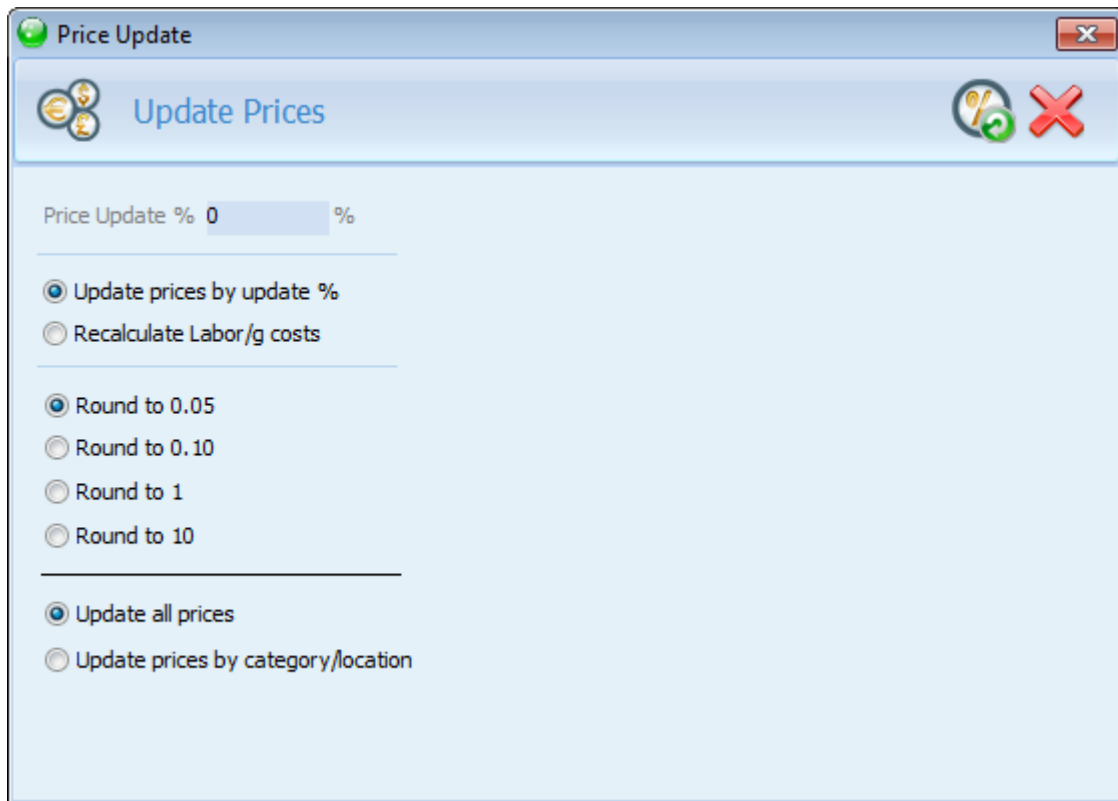 Price Update
Update Prices
Price Update % 0 %
Update prices by update %
Recalculate Labor/g costs
Round to 0.05
Round to 0.10
Round to 1
Round to 10
Update all prices
Update prices by category/location